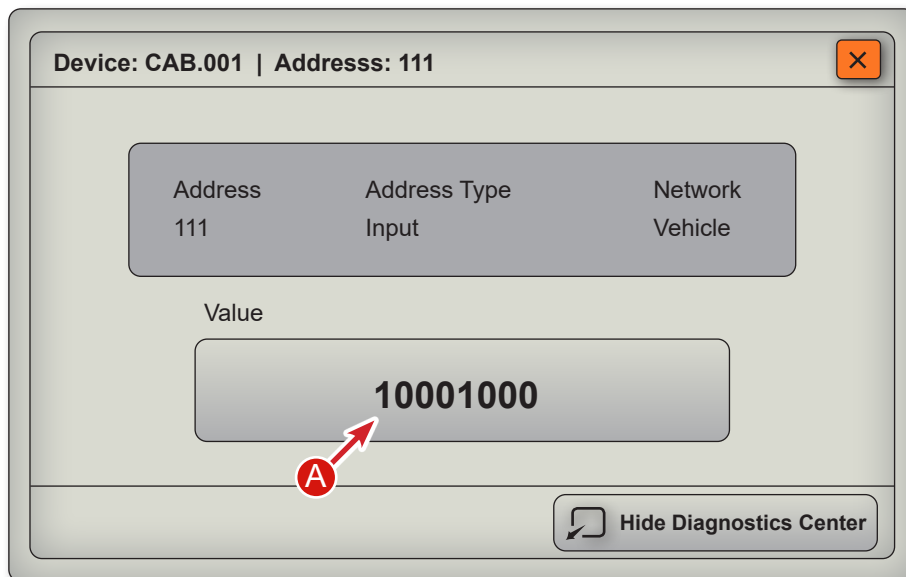 Device: CAB.001 | Addresss: 111
Address Address Type Network
111 Input Vehicle
Value
10001000
A
Hide Diagnostics Center